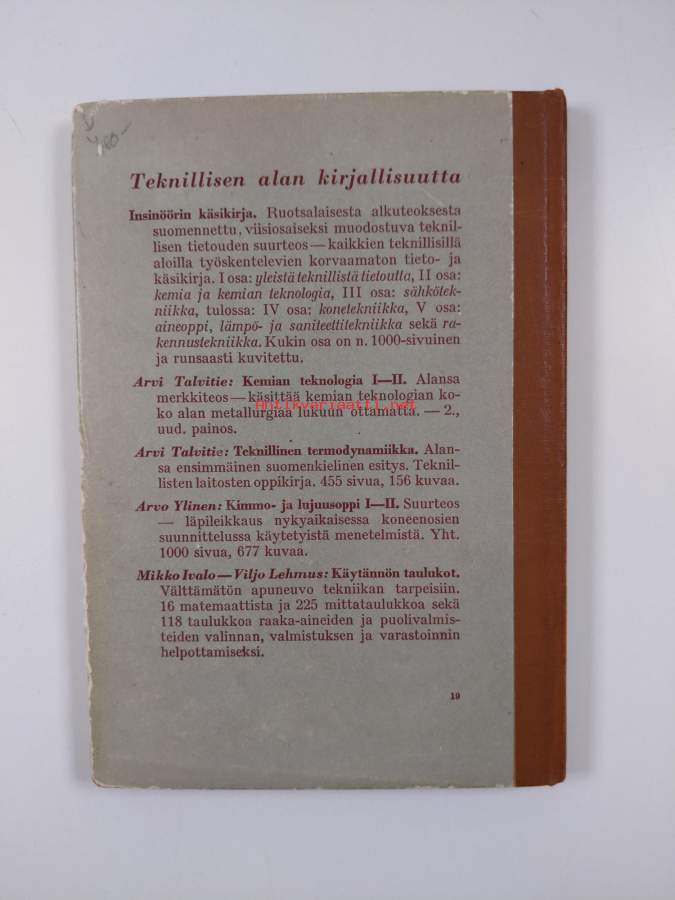 400-
Teknillisen alan kirjallisuutta
Insinöörin käsikirja. Ruotsalaisesta alkuteoksesta
suomennettu, viisiosaiseksi muodostuva teknil-
lisen tietouden suurteos — kaikkien teknillisillä
aloilla työskentelevien korvaamaton tieto- ja
käsikirja. I osa: yleistä teknillistä tietoutta, II osa:
kemia ja kemian teknologia, III osa: sähkötek-
niikka, tulossa: IV osa: konetekniikka, V osa:
aineoppi, lämpö- ja saniteettitekniikka sekä ra-
kennustekniikka. Kukin osa on n. 1000-sivuinen
ja runsaasti kuvitettu.
Arvi Talvitie: Kemian teknologia I—II. Alansa
merkkiteos — käsittää kemian teknologian ko-
ko alan metallurgiaa lukuun ottamatta. — 2.,
uud. painos.
Antikvariaatti.net
Arvi Talvitie: Teknillinen termodynamiikka. Alan-
sa ensimmäinen suomenkielinen esitys. Teknil-
listen laitosten oppikirja. 455 sivua, 156 kuvaa.
Arvo Ylinen: Kimmo- ja lujuusoppi I—II. Suurteos
— läpileikkaus nykyaikaisessa koneenosien
suunnittelussa käytetyistä menetelmistä. Yht.
1000 sivua, 677 kuvaa.
Mikko Ivalo — Viljo Lehmus: Käytännön taulukot.
Välttämätön apuneuvo tekniikan tarpeisiin.
16 matemaattista ja 225 mittataulukkoa sekä
118 taulukkoa raaka-aineiden ja puolivalmis-
teiden valinnan, valmistuksen ja varastoinnin
helpottamiseksi.
19